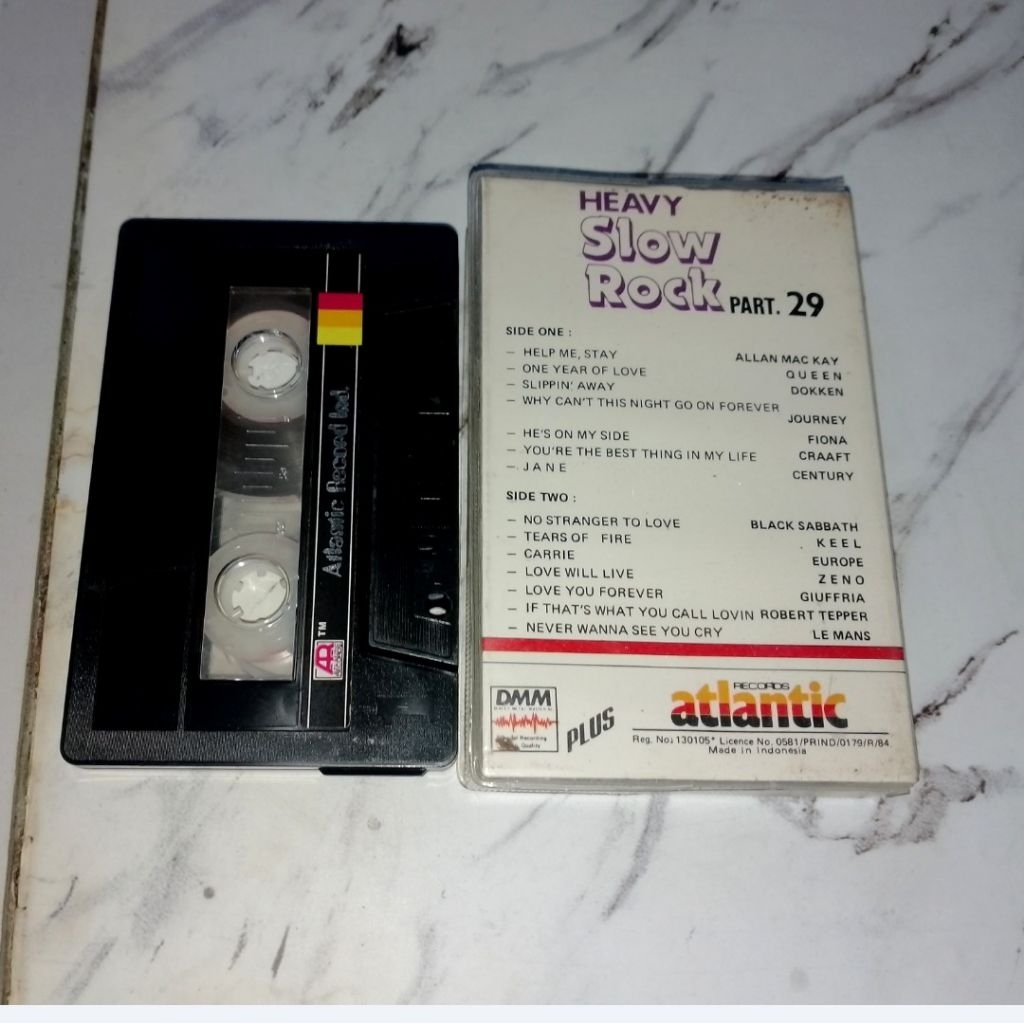 Atlantic Record Ind.
AR TM
HEAVY
Slow
Rock PART. 29
SIDE ONE :
– HELP ME, STAY ALLAN MAC KAY
– ONE YEAR OF LOVE QUEEN
– SLIPPIN' AWAY DOKKEN
– WHY CAN'T THIS NIGHT GO ON FOREVER
JOURNEY
– HE'S ON MY SIDE FIONA
– YOU'RE THE BEST THING IN MY LIFE CRAAFT
– JANE CENTURY
SIDE TWO :
– NO STRANGER TO LOVE BLACK SABBATH
– TEARS OF FIRE KEEL
– CARRIE EUROPE
– LOVE WILL LIVE ZENO
– LOVE YOU FOREVER GIUFFRIA
– IF THAT'S WHAT YOU CALL LOVIN ROBERT TEPPER
– NEVER WANNA SEE YOU CRY LE MANS
DMM
Recording
Quality
PLUS
RECORDS
atlantic
Reg. No: 130105* Licence No. 0581/PRIND/0179/R/84
Made in Indonesia